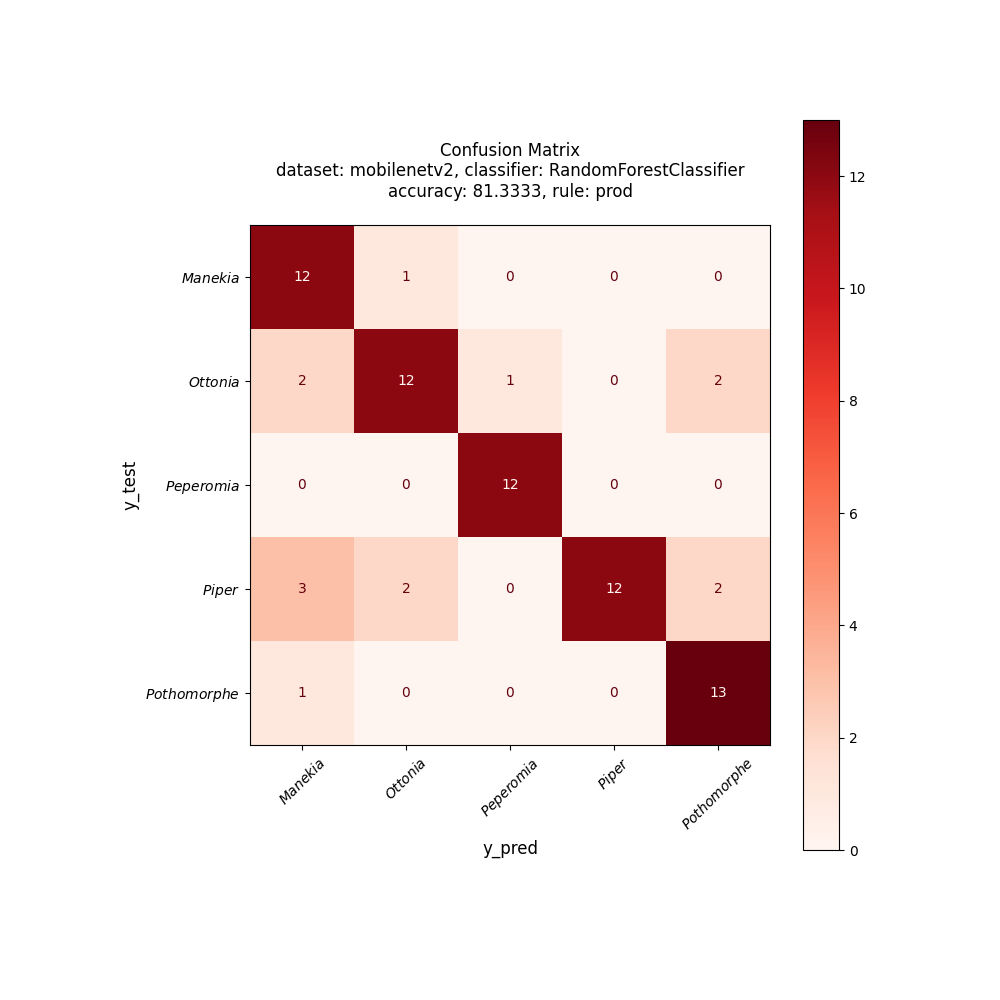 Confusion Matrix
dataset: mobilenetv2, classifier: RandomForestClassifier
accuracy: 81.3333, rule: prod
y_test
Manekia 12 1 0 0 0
Ottonia 2 12 1 0 2
Peperomia 0 0 12 0 0
Piper 3 2 0 12 2
Pothomorphe 1 0 0 0 13
Manekia Ottonia Peperomia Piper Pothomorphe
y_pred
12
10
8
6
4
2
0